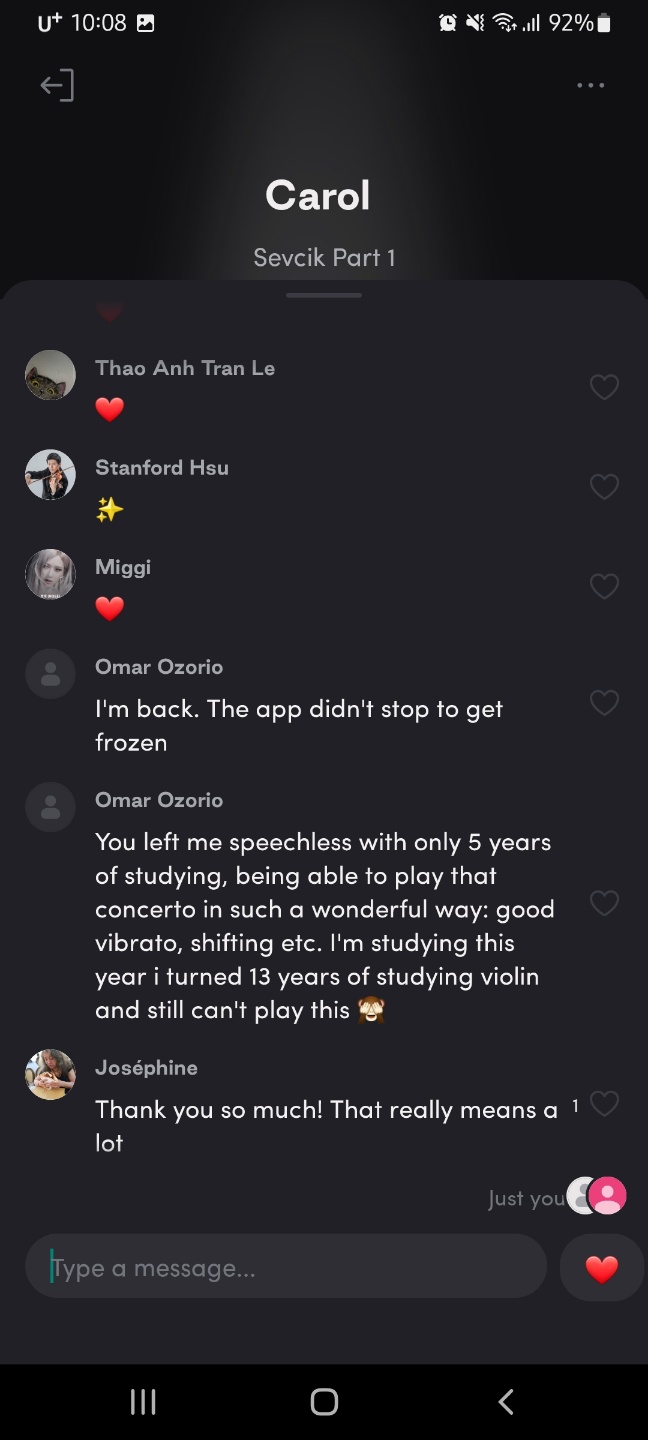 U+ 10:08 92%
Carol
Sevcik Part 1
Thao Anh Tran Le
Stanford Hsu
✨
Miggi
❤️
Omar Ozorio
I'm back. The app didn't stop to get
frozen
Omar Ozorio
You left me speechless with only 5 years
of studying, being able to play that
concerto in such a wonderful way: good
vibrato, shifting etc. I'm studying this
year i turned 13 years of studying violin
and still can't play this 🙈
Joséphine
Thank you so much! That really means a 1
lot
Just you
Type a message...